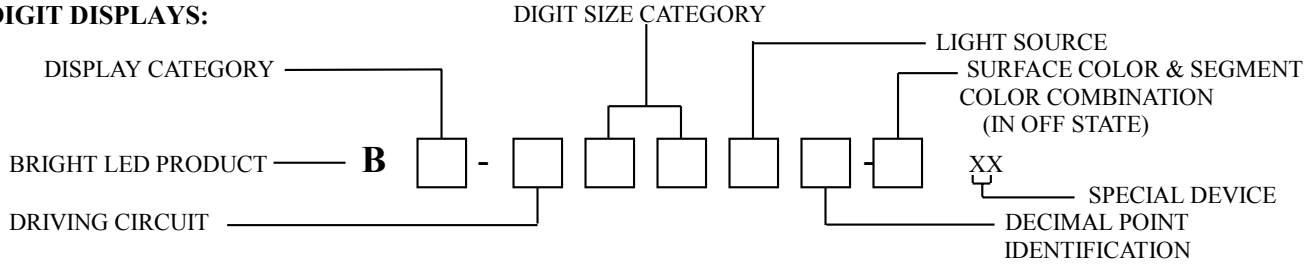 DIGIT DISPLAYS:
DIGIT SIZE CATEGORY
LIGHT SOURCE
DISPLAY CATEGORY
SURFACE COLOR & SEGMENT
COLOR COMBINATION
(IN OFF STATE)
BRIGHT LED PRODUCT B - - XX
SPECIAL DEVICE
DRIVING CIRCUIT
DECIMAL POINT
IDENTIFICATION